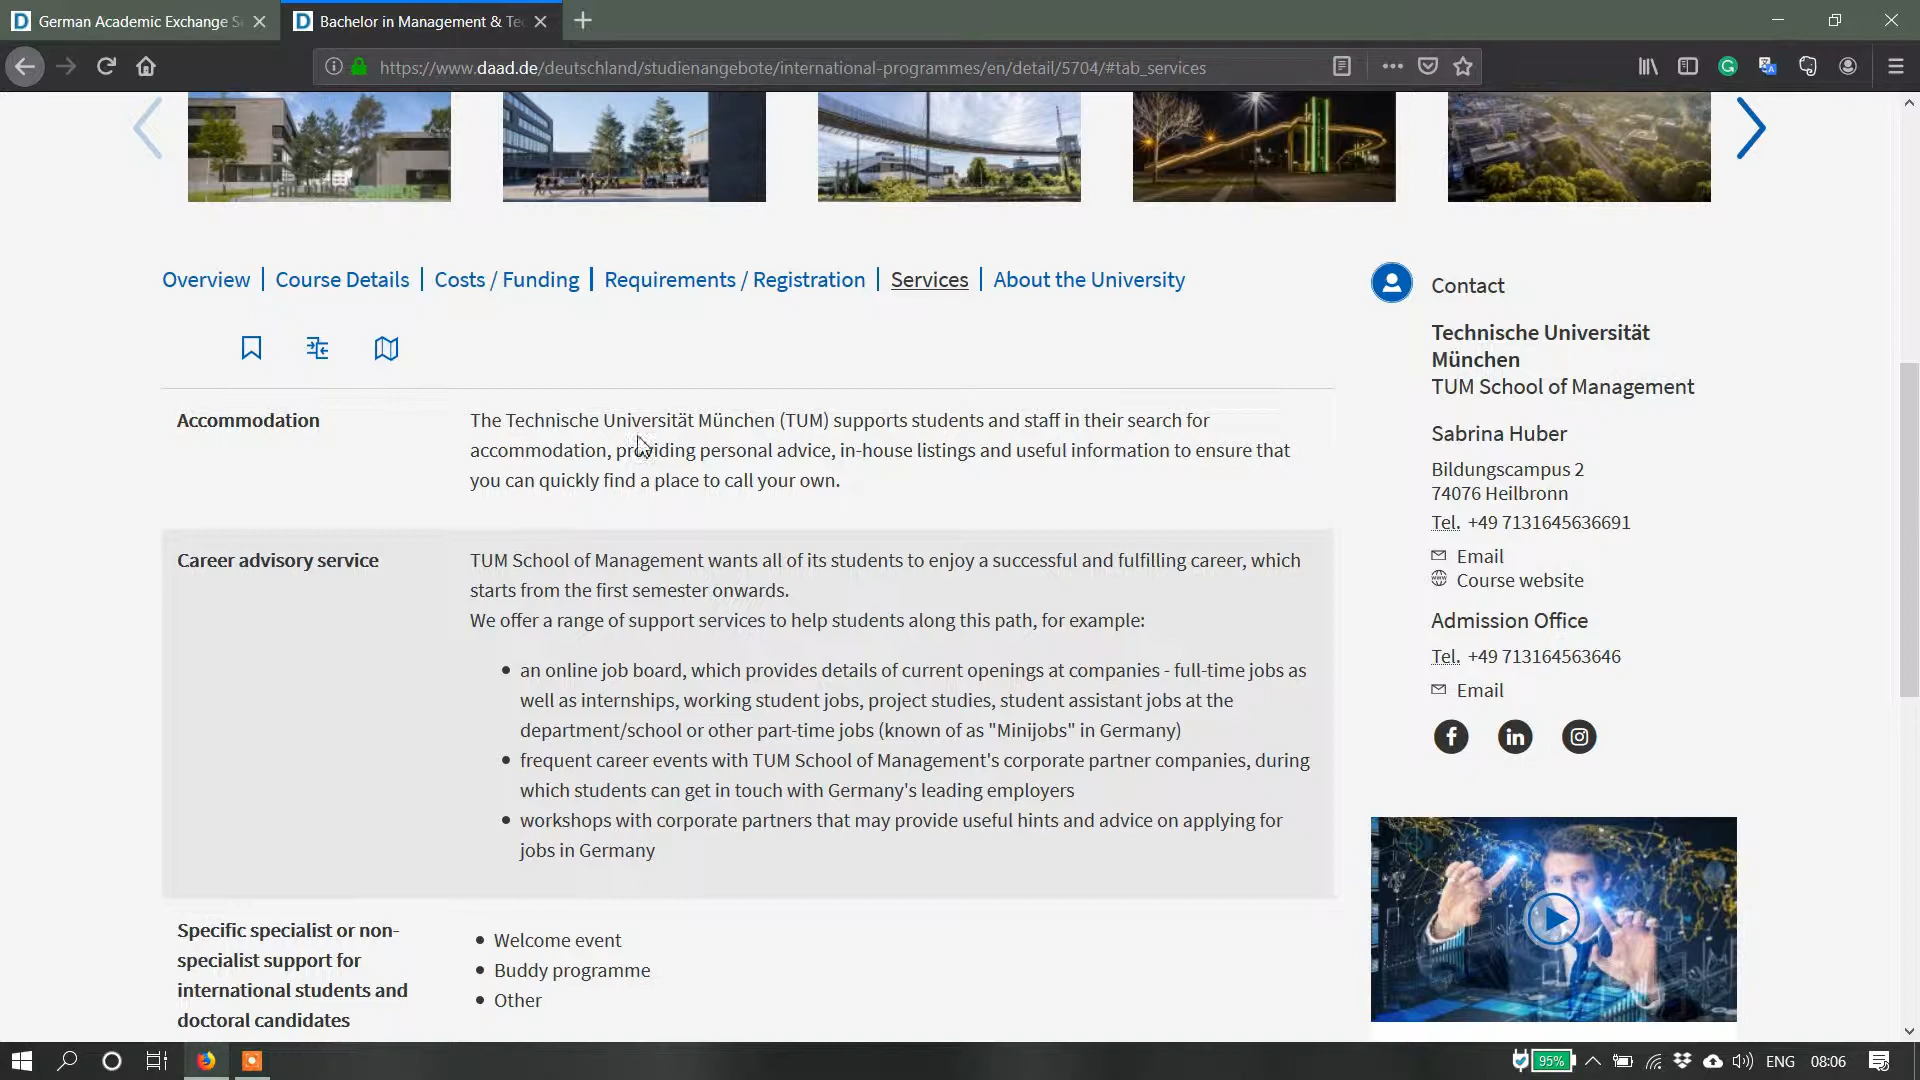 German Academic Exchange S
Bachelor in Management & Te
https://www.daad.de/deutschland/studienangebote/international-programmes/en/detail/5704/#tab_services
Overview | Course Details | Costs / Funding | Requirements / Registration | Services | About the University
Accommodation
The Technische Universität München (TUM) supports students and staff in their search for
accommodation, providing personal advice, in-house listings and useful information to ensure that
you can quickly find a place to call your own.
Career advisory service
TUM School of Management wants all of its students to enjoy a successful and fulfilling career, which
starts from the first semester onwards.
We offer a range of support services to help students along this path, for example:
• an online job board, which provides details of current openings at companies - full-time jobs as
well as internships, working student jobs, project studies, student assistant jobs at the
department/school or other part-time jobs (known of as "Minijobs" in Germany)
• frequent career events with TUM School of Management's corporate partner companies, during
which students can get in touch with Germany's leading employers
• workshops with corporate partners that may provide useful hints and advice on applying for
jobs in Germany
Specific specialist or non-
specialist support for
international students and
doctoral candidates
• Welcome event
• Buddy programme
• Other
Contact
Technische Universität
München
TUM School of Management
Sabrina Huber
Bildungscampus 2
74076 Heilbronn
Tel. +49 7131645636691
Email
Course website
Admission Office
Tel. +49 713164563646
Email
95%
ENG
08:06